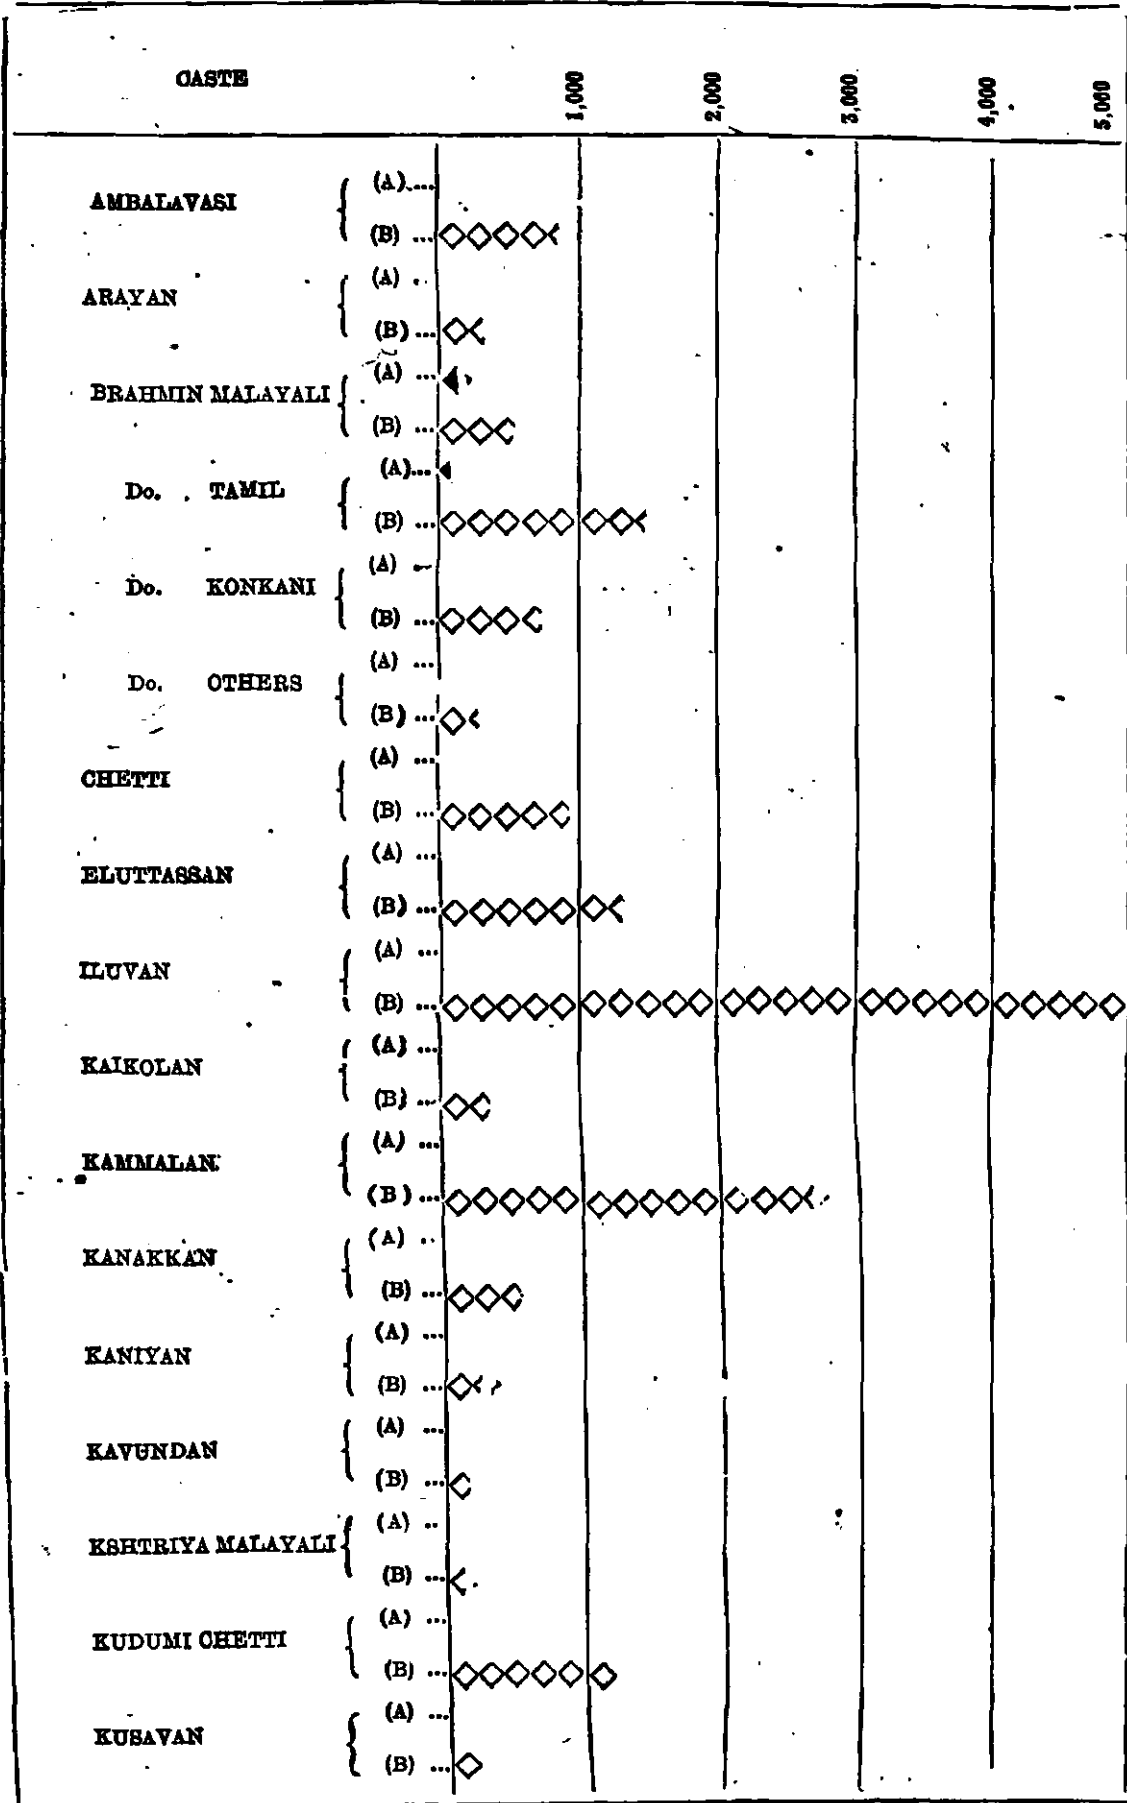 CASTE 1,000 2,000 3,000 4,000 5,000
AMBALAVASI (A)...
(B) ...
ARAYAN (A) ..
(B) ...
BRAHMIN MALAYALI (A) ...
(B) ...
Do. TAMIL (A)...
(B) ...
Do. KONKANI (A) ...
(B) ...
Do. OTHERS (A) ...
(B) ...
CHETTI (A) ...
(B) ...
ELUTTASSAN (A) ...
(B) ...
ILUVAN (A) ...
(B) ...
KAIKOLAN (A) ...
(B) ...
KAMMALAN (A) ...
(B) ...
KANAKKAN (A) ..
(B) ...
KANIYAN (A) ...
(B) ...
KAVUNDAN (A) ...
(B) ...
KSHTRIYA MALAYALI (A) ..
(B) ...
KUDUMI CHETTI (A) ...
(B) ...
KUSAVAN (A) ...
(B) ...